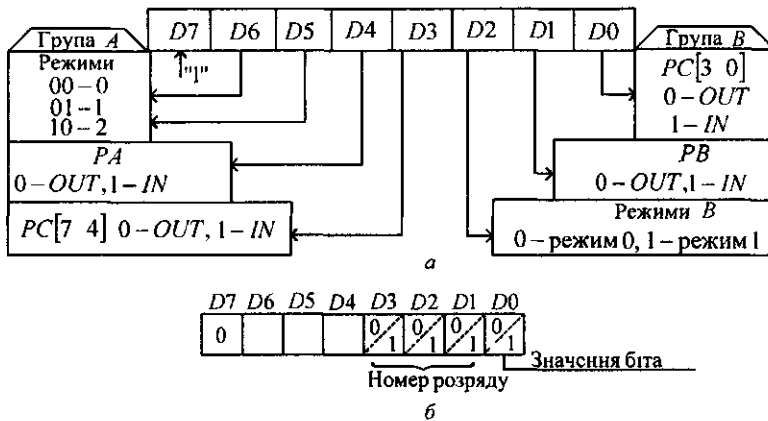 D7 D6 D5 D4 D3 D2 D1 D0
Група A
Режими
00 – 0
01 – 1
10 – 2
"1"
PA
0 – OUT, 1 – IN
PC[7 4] 0 – OUT, 1 – IN
Група B
PC[3 0]
0 – OUT
1 – IN
PB
0 – OUT, 1 – IN
Режими B
0 – режим 0, 1 – режим 1
а
D7 D6 D5 D4 D3 D2 D1 D0
0 0/1 0/1 0/1 0/1
Номер розряду
Значення біта
б